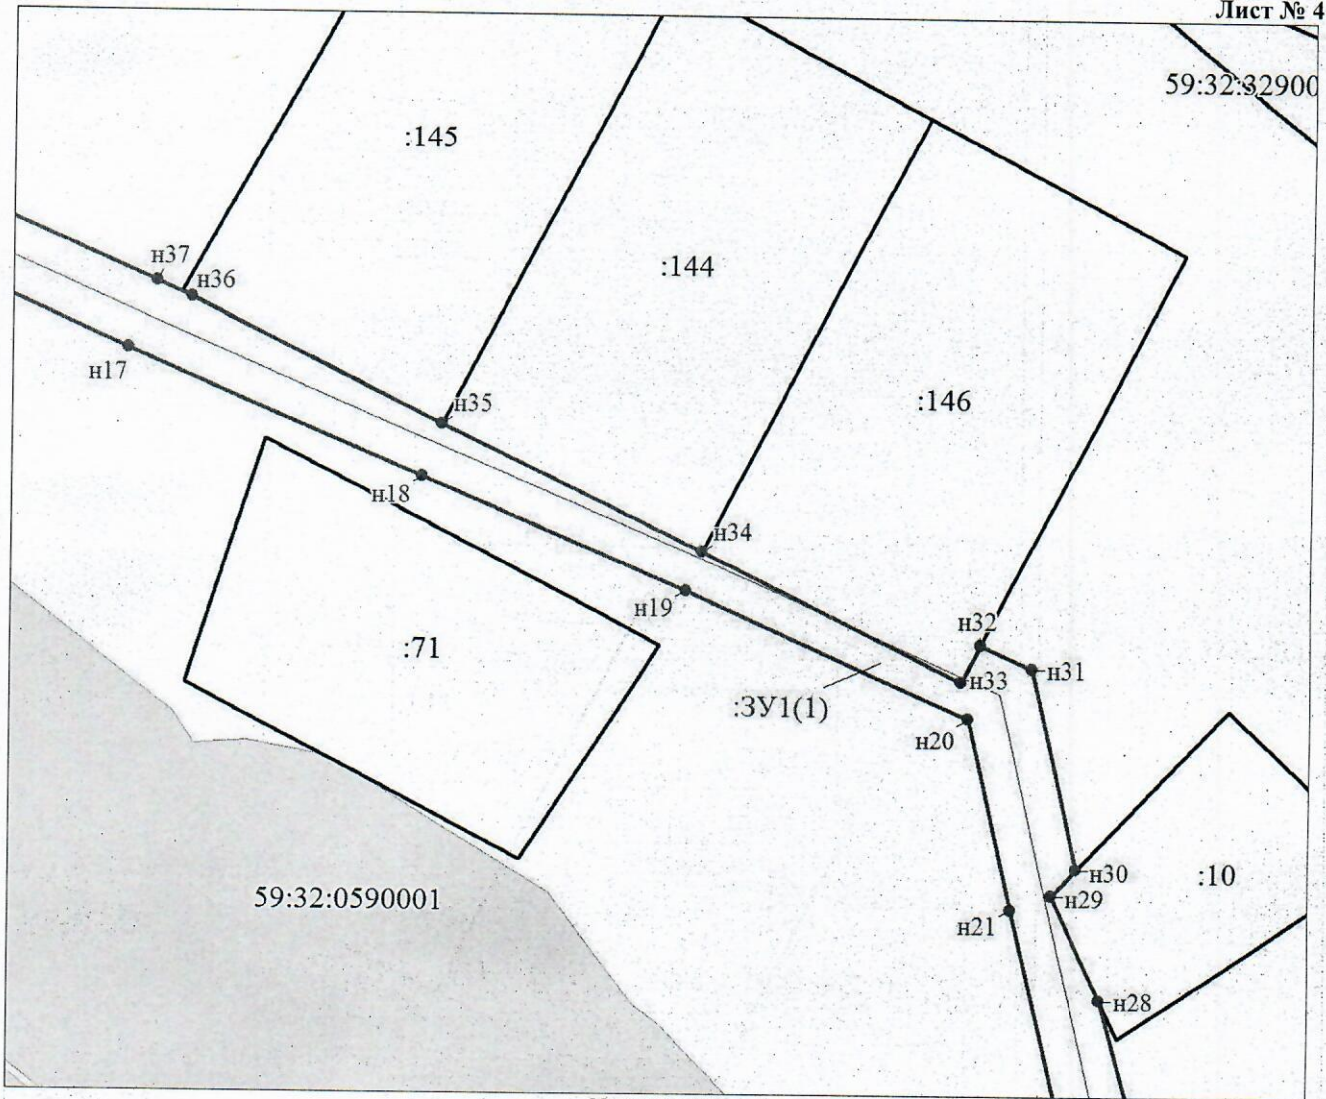 Лист № 4
59:32:32900
:145
:144
н37
н36
н17
н35
:146
н18
н34
н19
н32
:71
н33
н31
:ЗУ1(1)
н20
н30
:10
59:32:0590001
н29
н21
н28